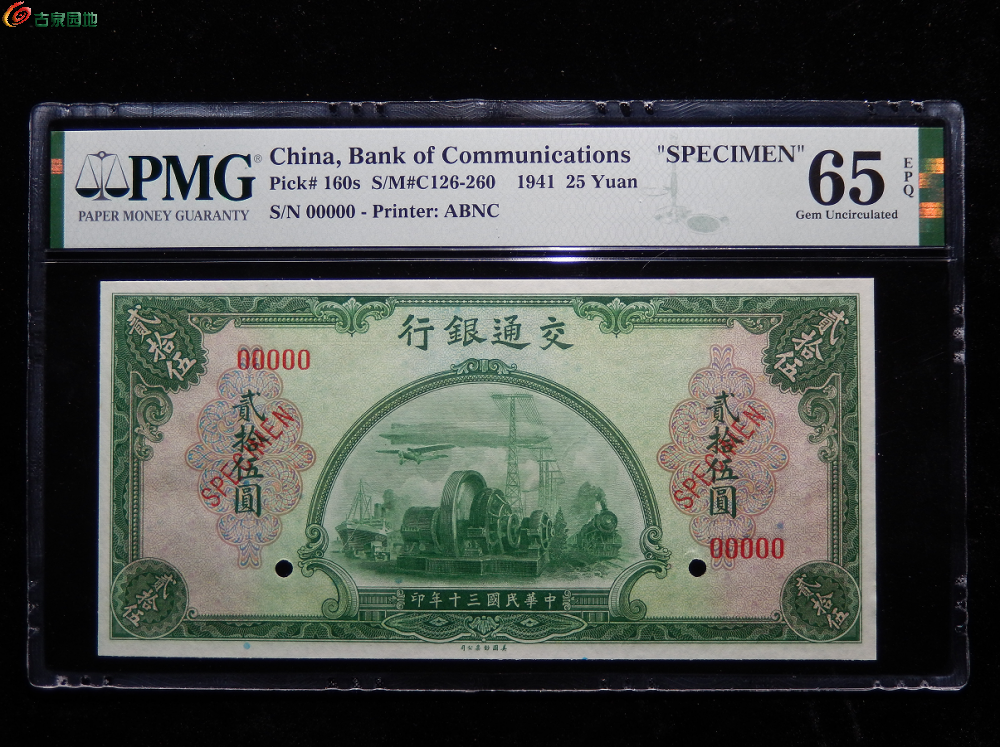 古泉园地
PMG®
PAPER MONEY GUARANTY
China, Bank of Communications "SPECIMEN"
Pick# 160s S/M#C126-260 1941 25 Yuan
S/N 00000 - Printer: ABNC
65
EPQ
Gem Uncirculated
行銀通交
貳拾伍
貳拾伍
00000
貳拾伍圓
SPECIMEN
貳拾伍圓
SPECIMEN
00000
印年十三國民華中
貳拾伍
貳拾伍